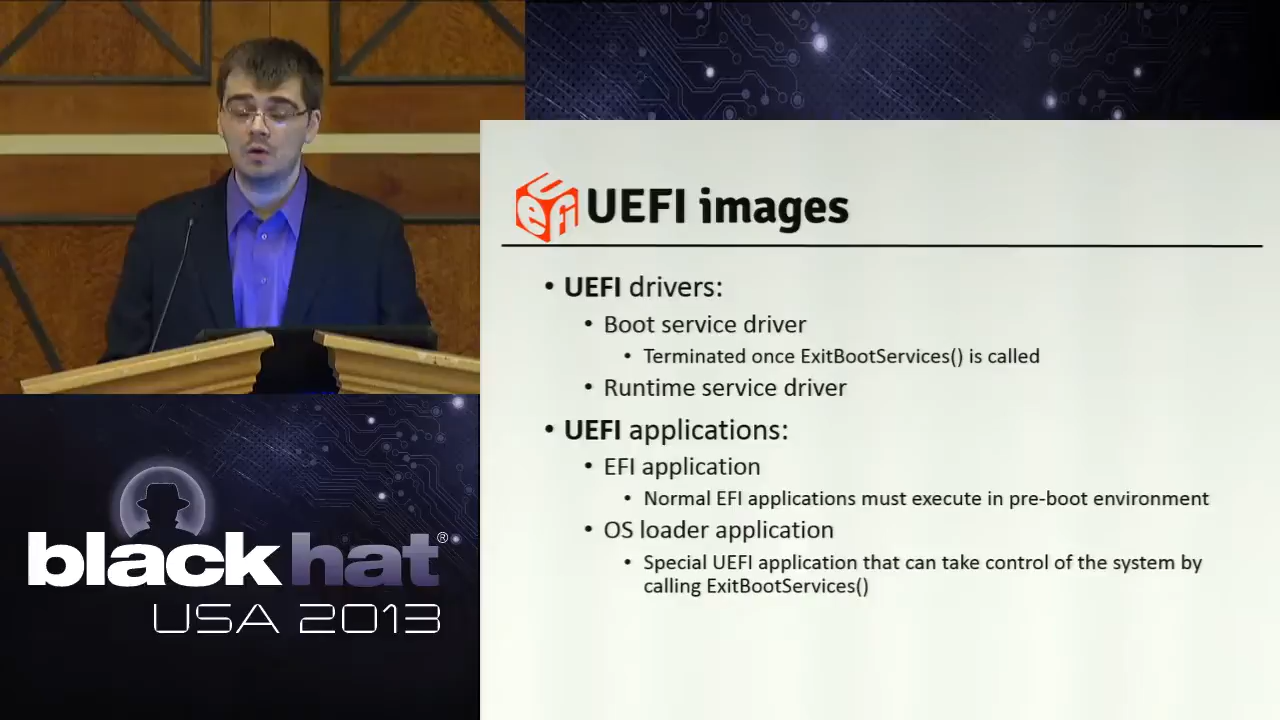 uefi
UEFI images
• UEFI drivers:
• Boot service driver
• Terminated once ExitBootServices() is called
• Runtime service driver
• UEFI applications:
• EFI application
• Normal EFI applications must execute in pre-boot environment
• OS loader application
• Special UEFI application that can take control of the system by
calling ExitBootServices()
black hat®
USA 2013